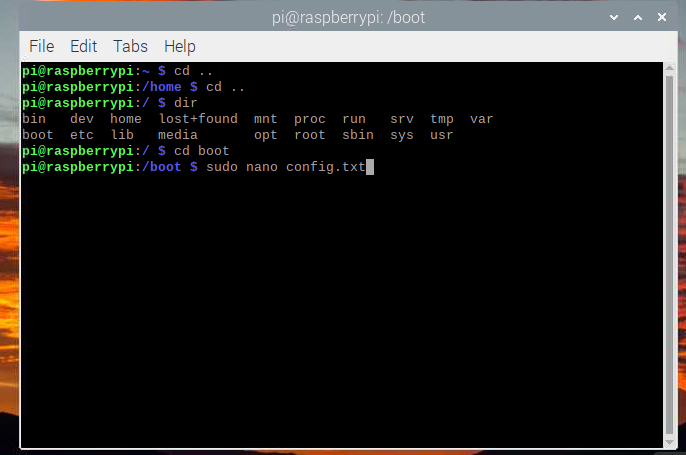 pi@raspberrypi: /boot
File Edit Tabs Help
pi@raspberrypi:~ $ cd ..
pi@raspberrypi:/home $ cd ..
pi@raspberrypi:/ $ dir
bin   dev  home  lost+found  mnt  proc  run   srv  tmp  var
boot  etc  lib   media       opt  root  sbin  sys  usr
pi@raspberrypi:/ $ cd boot
pi@raspberrypi:/boot $ sudo nano config.txt